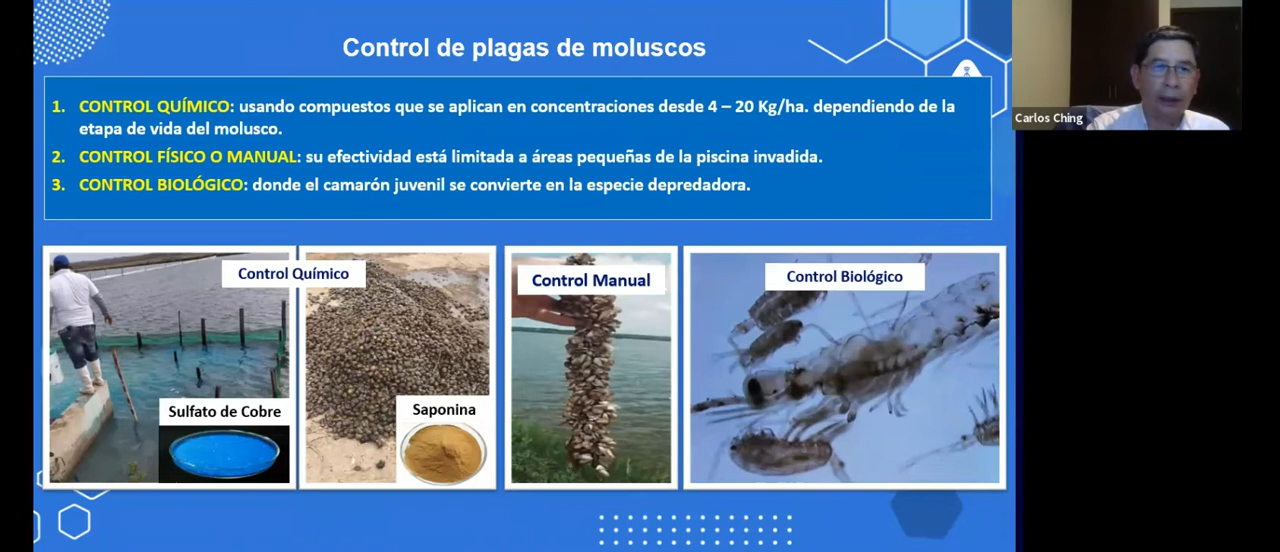 Control de plagas de moluscos
Carlos Ching
1. CONTROL QUÍMICO: usando compuestos que se aplican en concentraciones desde 4 – 20 Kg/ha. dependiendo de la
etapa de vida del molusco.
2. CONTROL FÍSICO O MANUAL: su efectividad está limitada a áreas pequeñas de la piscina invadida.
3. CONTROL BIOLÓGICO: donde el camarón juvenil se convierte en la especie depredadora.
Control Químico
Control Manual
Control Biológico
Sulfato de Cobre
Saponina